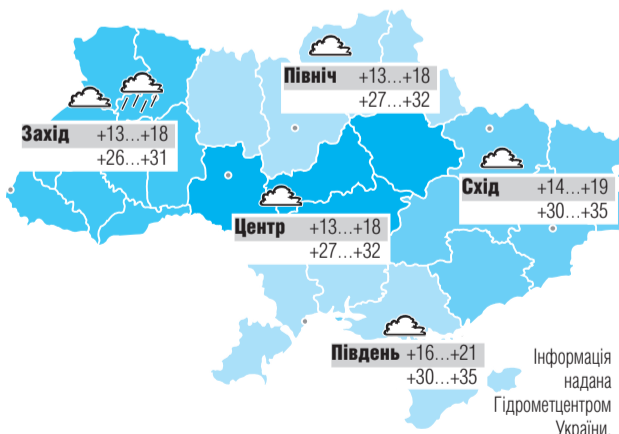 Північ +13...+18
+27...+32
Захід +13...+18
+26...+31
Схід +14...+19
+30...+35
Центр +13...+18
+27...+32
Південь +16...+21
+30...+35
Інформація
надана
Гідрометцентром
України.